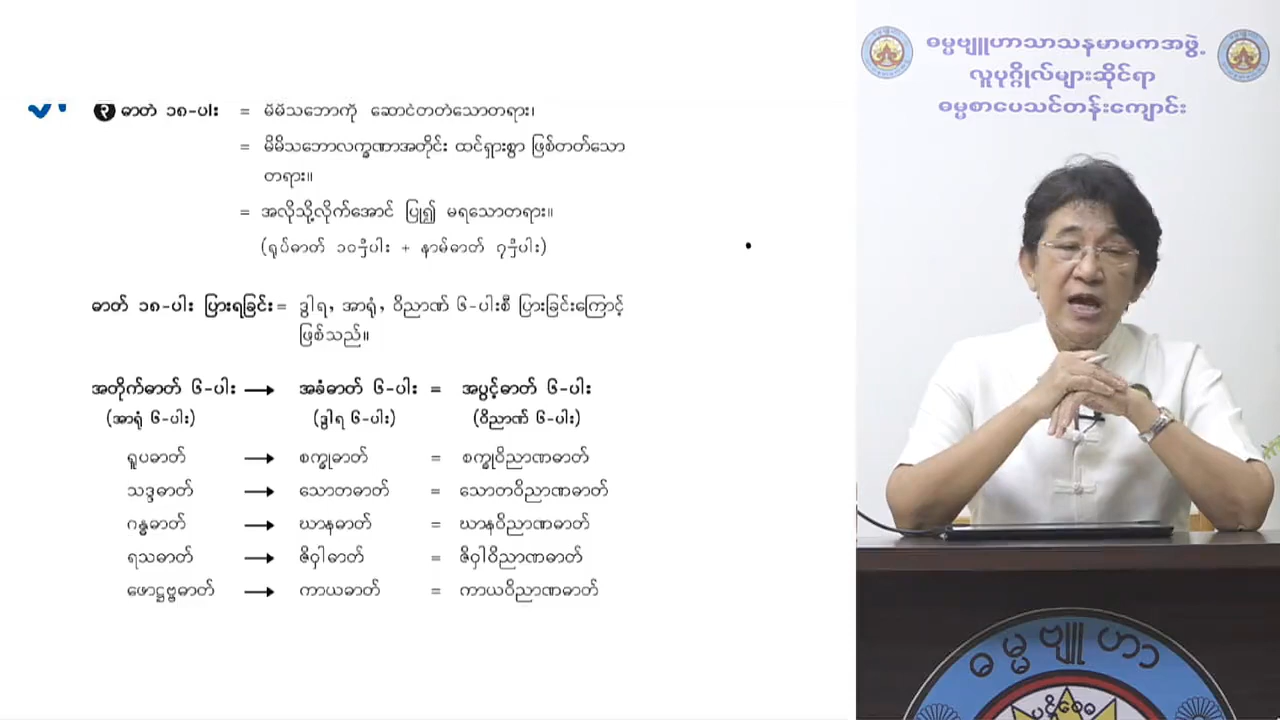 ၃ ဓာတ် ၁၈-ပါး = မိမိသဘောကို ဆောင်တတ်သောတရား၊
= မိမိသဘောလက္ခဏာအတိုင်း ထင်ရှားစွာ ဖြစ်တတ်သော
တရား။
= အလိုသို့လိုက်အောင် ပြု၍ မရသောတရား။
(ရုပ်ဓာတ် ၁၀ ပါး + နာမ်ဓာတ် ၇ ပါး)
ဓာတ် ၁၈-ပါး ပြားရခြင်း = ဒွါရ, အာရုံ, ဝိညာဏ် ၆-ပါးစီ ပြားခြင်းကြောင့်
ဖြစ်သည်။
အတိုက်ဓာတ် ၆-ပါး → အခံဓာတ် ၆-ပါး = အပွင့်ဓာတ် ၆-ပါး
(အာရုံ ၆-ပါး) (ဒွါရ ၆-ပါး) (ဝိညာဏ် ၆-ပါး)
ရူပဓာတ် → စက္ခုဓာတ် = စက္ခုဝိညာဏဓာတ်
သဒ္ဒဓာတ် → သောတဓာတ် = သောတဝိညာဏဓာတ်
ဂန္ဓဓာတ် → ဃာနဓာတ် = ဃာနဝိညာဏဓာတ်
ရသဓာတ် → ဇိဝှါဓာတ် = ဇိဝှါဝိညာဏဓာတ်
ဖောဋ္ဌဗ္ဗဓာတ် → ကာယဓာတ် = ကာယဝိညာဏဓာတ်
ဓမ္မဗျူဟာသာသနမာမကအဖွဲ့
လူပုဂ္ဂိုလ်များဆိုင်ရာ
ဓမ္မစာပေသင်တန်းကျောင်း
ဓမ္မဗျူဟာ